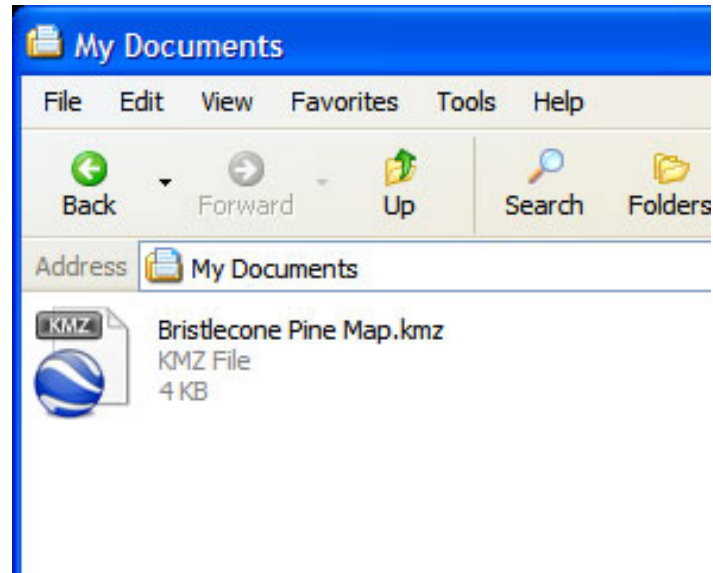 My Documents
File Edit View Favorites Tools Help
Back Forward Up Search Folders
Address My Documents
KMZ
Bristlecone Pine Map.kmz
KMZ File
4 KB